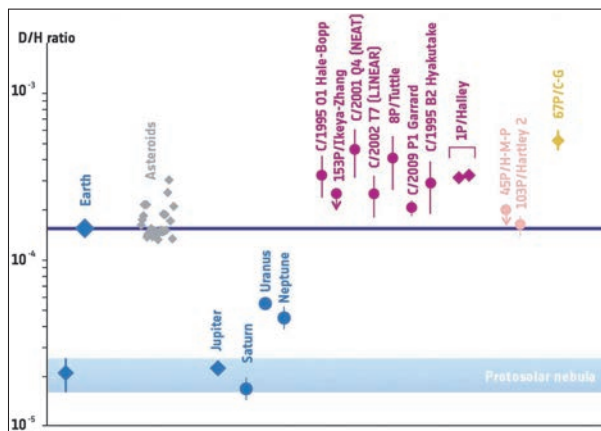 D/H ratio
10⁻³
10⁻⁴
10⁻⁵
Earth
Asteroids
Jupiter
Saturn
Uranus
Neptune
C/1995 O1 Hale-Bopp
153P/Ikeya-Zhang
C/2001 Q4 (NEAT)
C/2002 T7 (LINEAR)
8P/Tuttle
C/2009 P1 Garrard
C/1995 B2 Hyakutake
1P/Halley
45P/H-M-P
103P/Hartley 2
67P/C-G
Protosolar nebula